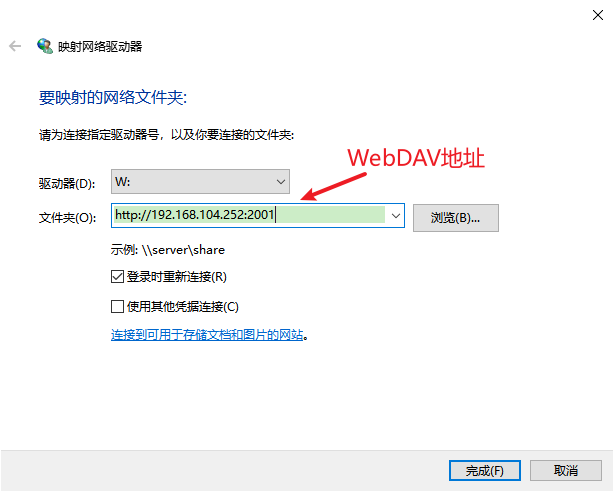 映射网络驱动器
要映射的网络文件夹:
请为连接指定驱动器号，以及你要连接的文件夹:
WebDAV地址
驱动器(D): W:
文件夹(O): http://192.168.104.252:2001 浏览(B)...
示例: \\server\share
登录时重新连接(R)
使用其他凭据连接(C)
连接到可用于存储文档和图片的网站。
完成(F) 取消